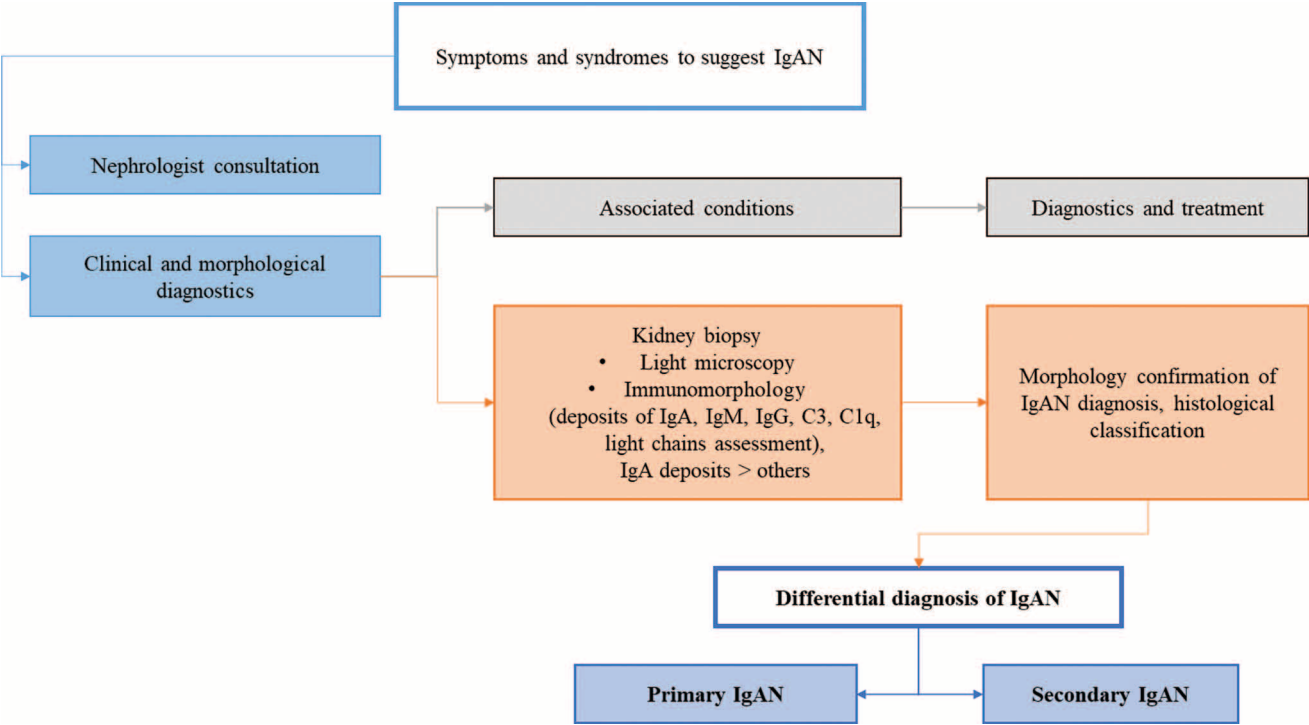 Symptoms and syndromes to suggest IgAN
Nephrologist consultation
Associated conditions
Diagnostics and treatment
Clinical and morphological
diagnostics
Kidney biopsy
• Light microscopy
• Immunomorphology
(deposits of IgA, IgM, IgG, C3, C1q,
light chains assessment),
IgA deposits > others
Morphology confirmation of
IgAN diagnosis, histological
classification
Differential diagnosis of IgAN
Primary IgAN
Secondary IgAN